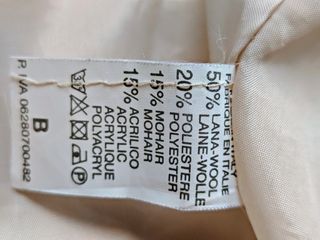 FABRIQUE EN ITALIE
50% LANA-WOOL
LAINE-WOLLE
20% POLIESTERE
POLYESTER
15% MOHAIR
MOHAIR
15% ACRILICO
ACRYLIC
ACRYLIQUE
POLYACRYL
B
P. IVA 06280700482